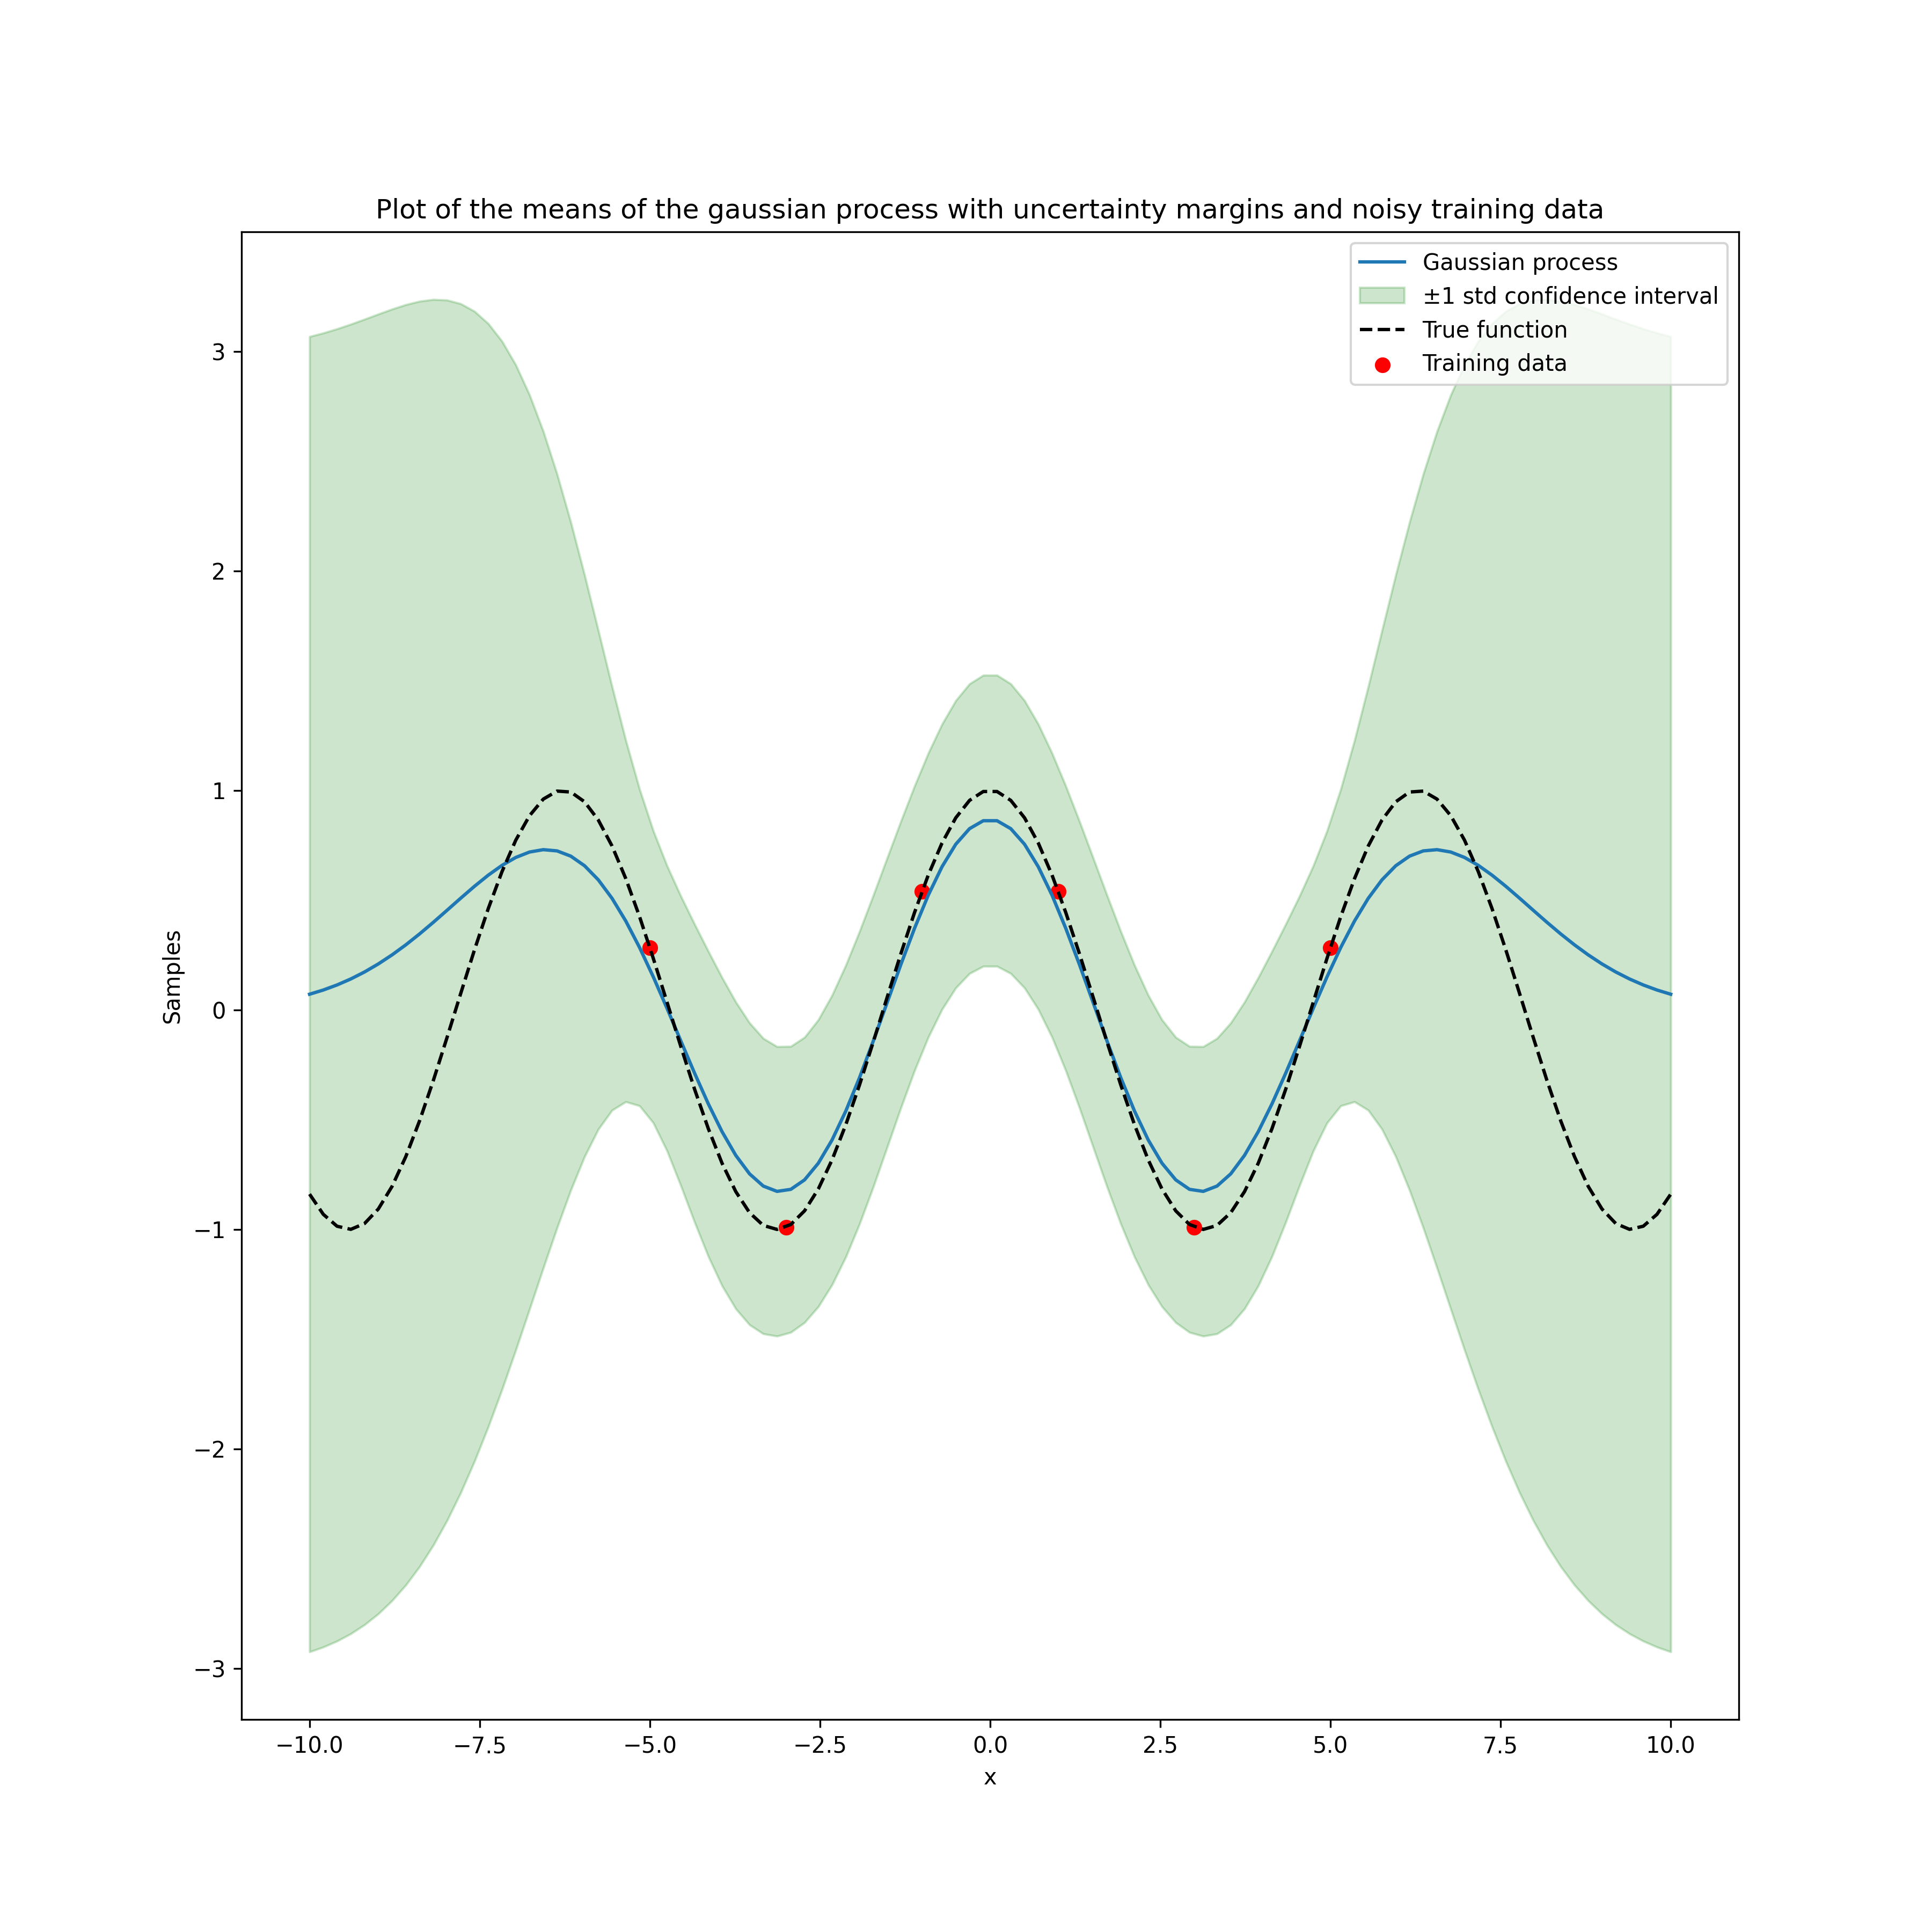 Plot of the means of the gaussian process with uncertainty margins and noisy training data
Gaussian process
±1 std confidence interval
True function
Training data
3
2
1
0
−1
−2
−3
Samples
−10.0 −7.5 −5.0 −2.5 0.0 2.5 5.0 7.5 10.0
x